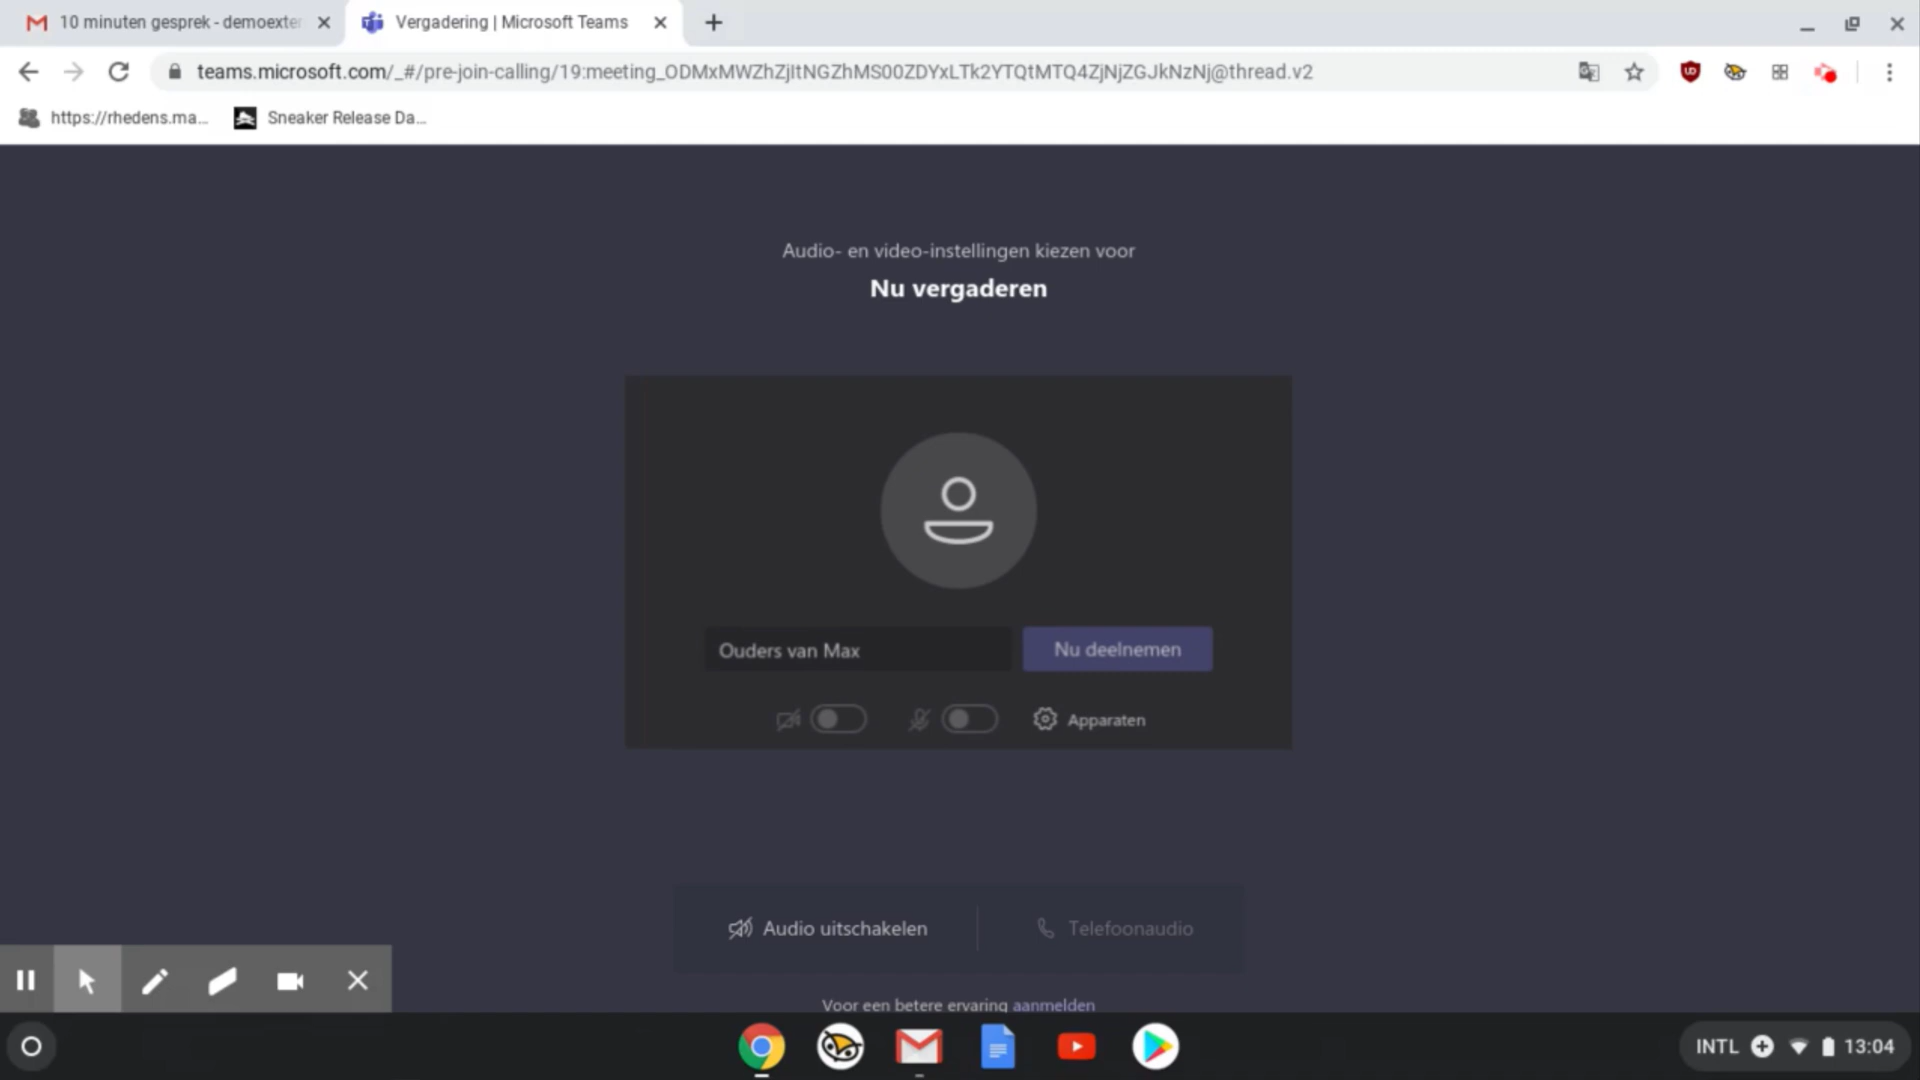 10 minuten gesprek - demoexter
Vergadering | Microsoft Teams
teams.microsoft.com/_#/pre-join-calling/19:meeting_ODMxMWZhZjItNGZhMS00ZDYxLTk2YTQtMTQ4ZjNjZGJkNzNj@thread.v2
https://rhedens.ma...
Sneaker Release Da...
Audio- en video-instellingen kiezen voor
Nu vergaderen
Ouders van Max
Nu deelnemen
Apparaten
Audio uitschakelen
Telefoonaudio
Voor een betere ervaring aanmelden
INTL
13:04